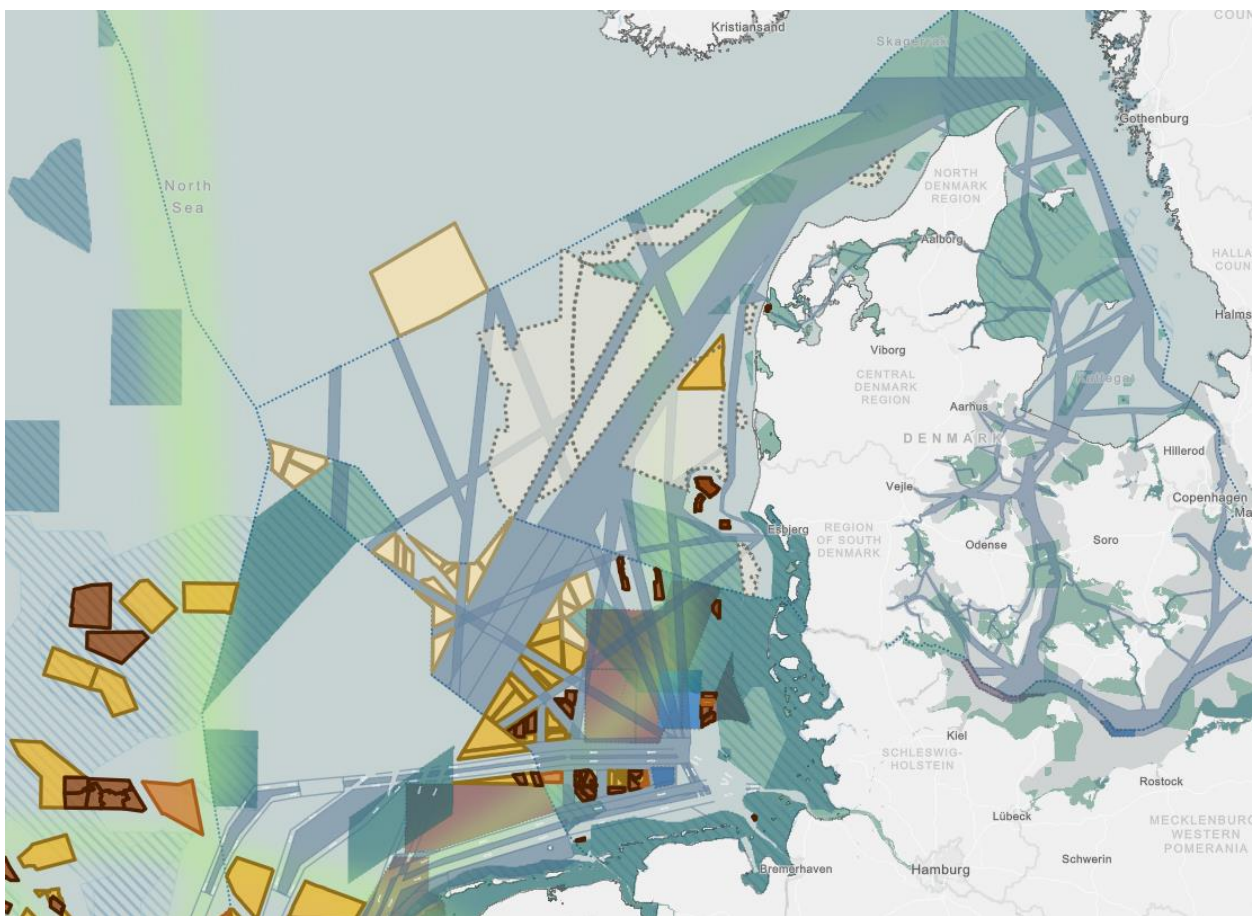 COUN
Kristiansand
Skagerrak
Gothenburg
North
Sea
NORTH
DENMARK
REGION
Aalborg
HALLA
COUN
Halms
Viborg
CENTRAL
DENMARK
REGION
Kattegat
Aarhus
DENMARK
Hillerod
Vejle
Copenhagen
Ma
Esbjerg
REGION
OF SOUTH
DENMARK
Odense
Soro
Kiel
SCHLESWIG-
HOLSTEIN
Rostock
Lübeck
MECKLENBURG
WESTERN
POMERANIA
Schwerin
Bremerhaven
Hamburg